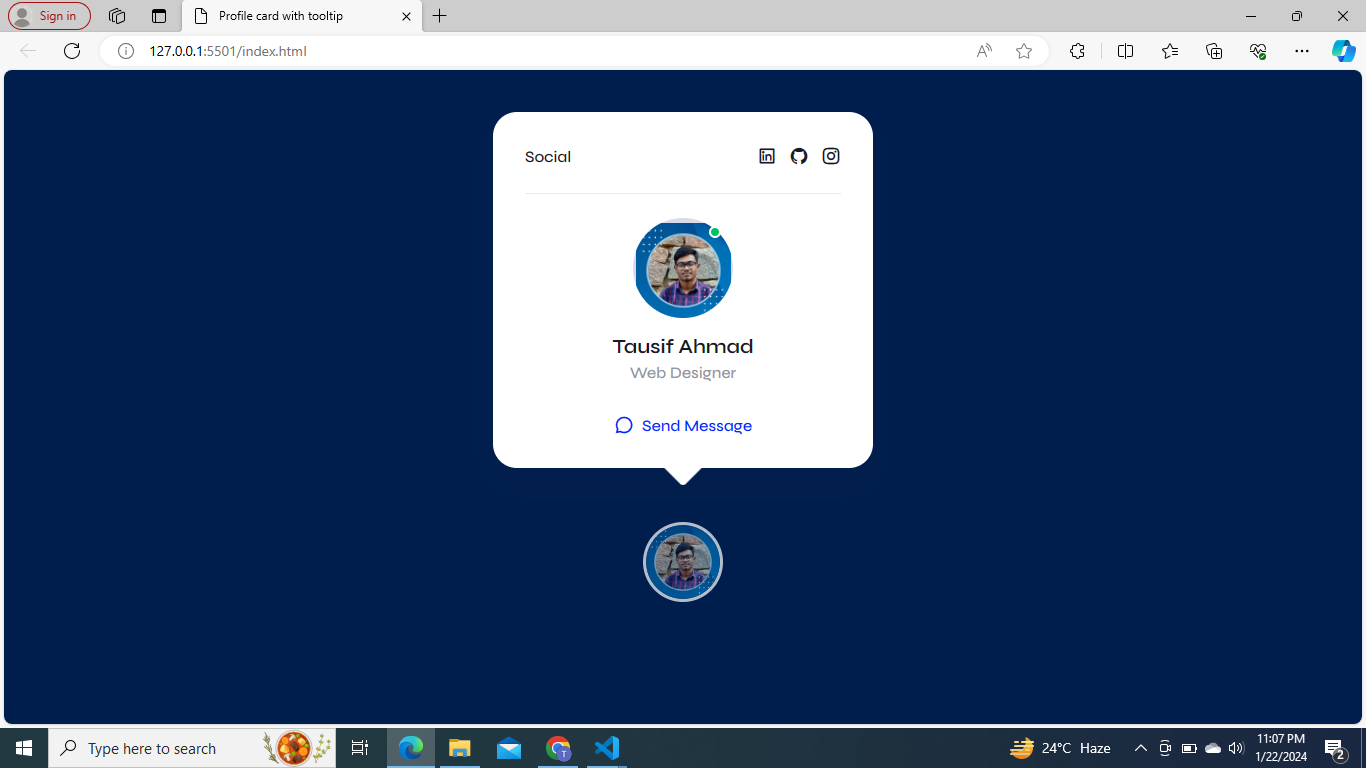 Sign in
Profile card with tooltip
127.0.0.1:5501/index.html
Social
Tausif Ahmad
Web Designer
Send Message
Type here to search
T
24°C Haze
11:07 PM
1/22/2024
2